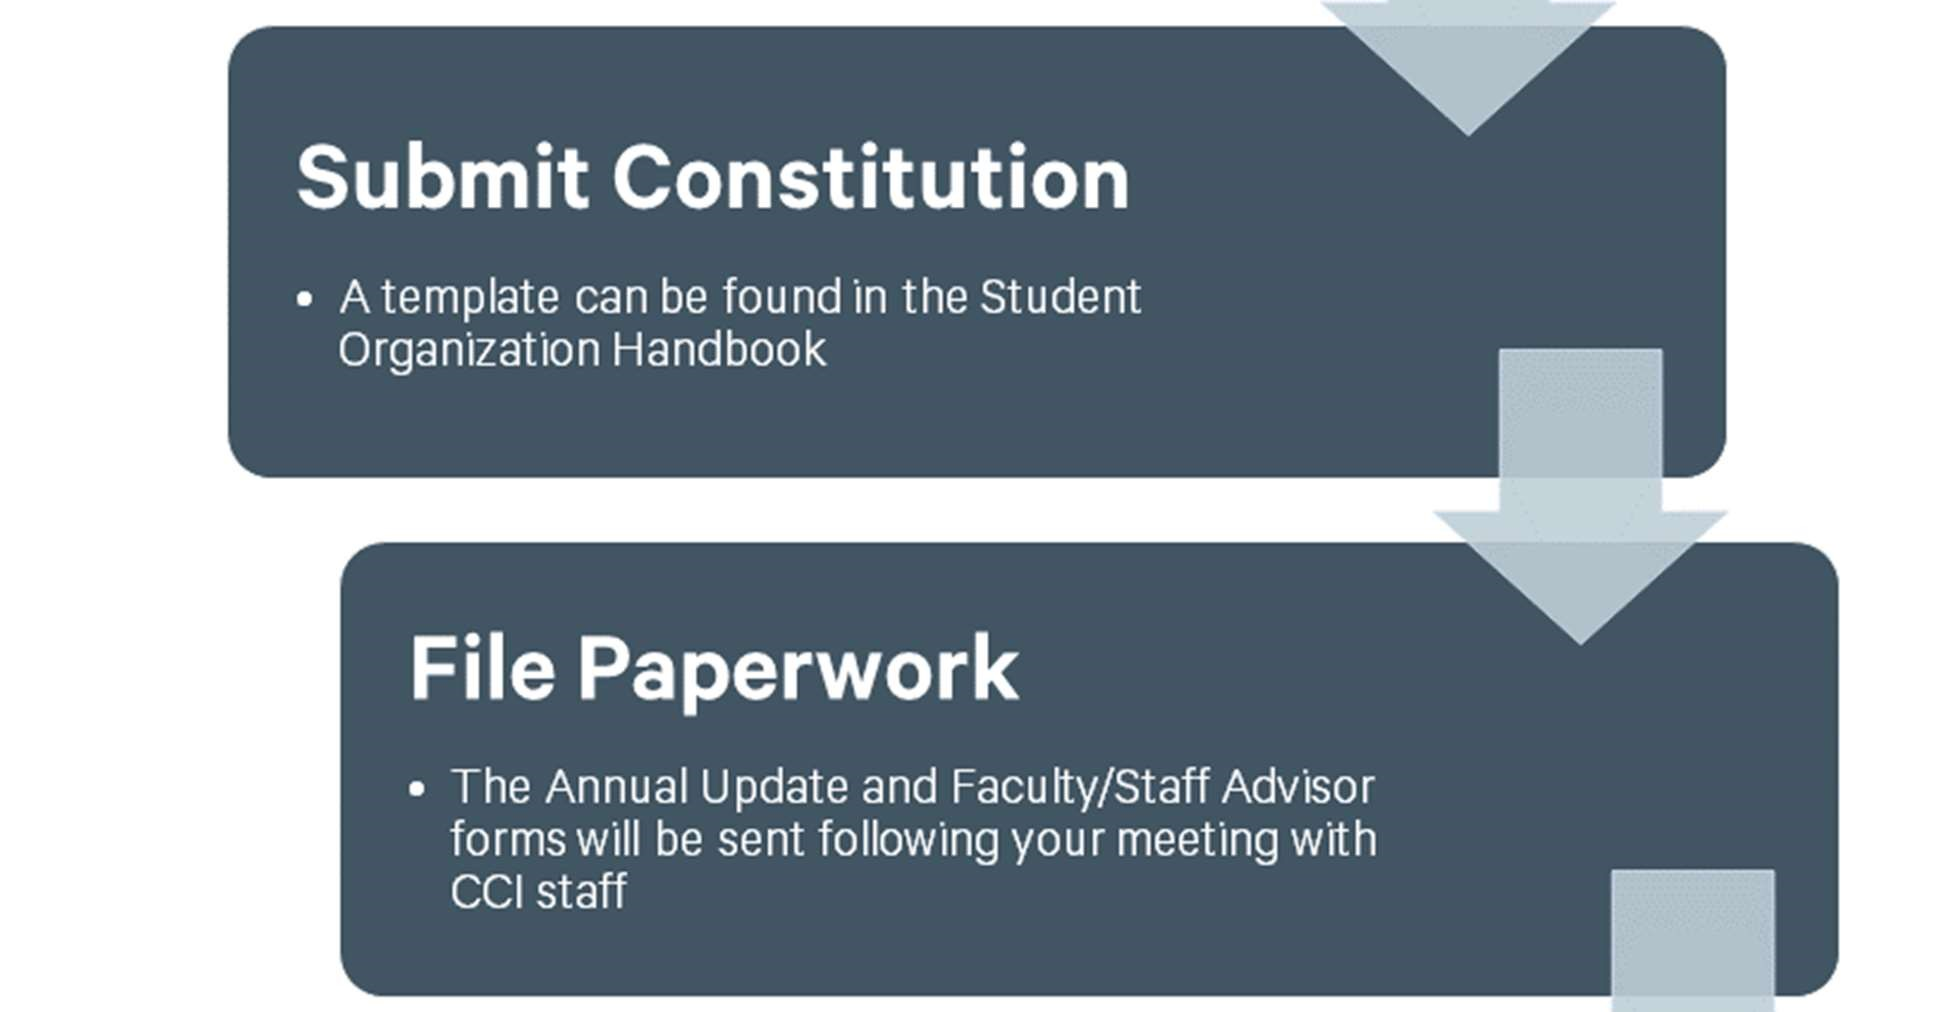 Submit Constitution
• A template can be found in the Student
Organization Handbook
File Paperwork
• The Annual Update and Faculty/Staff Advisor
forms will be sent following your meeting with
CCI staff